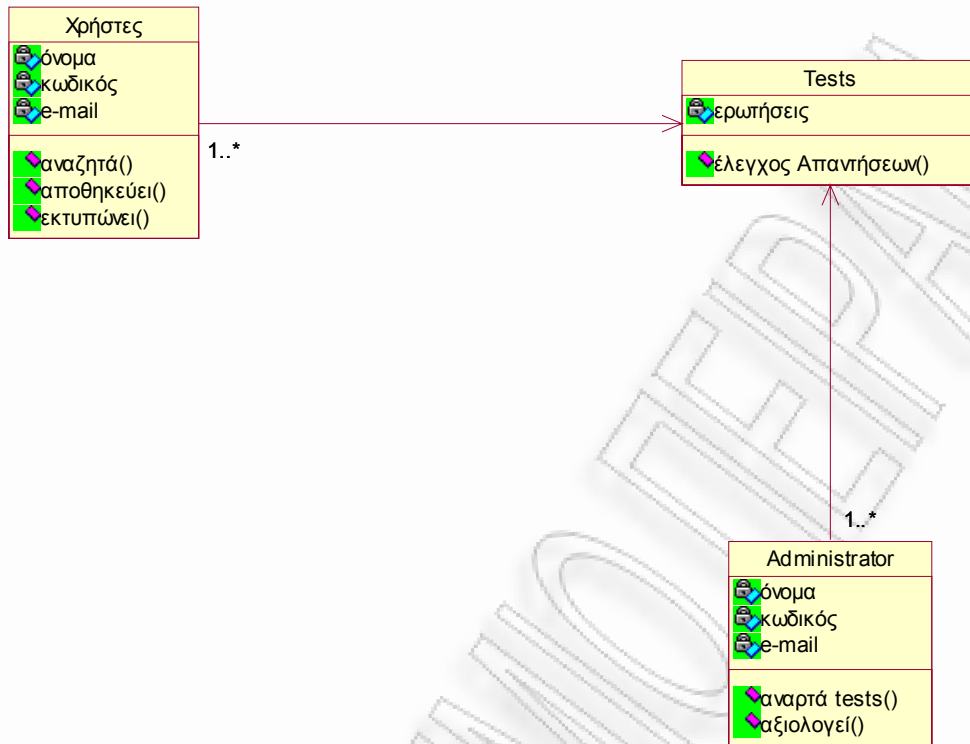 Χρήστες
όνομα
κωδικός
e-mail
αναζητά()
αποθηκεύει()
εκτυπώνει()
1..*
Tests
ερωτήσεις
έλεγχος Απαντήσεων()
1..*
Administrator
όνομα
κωδικός
e-mail
αναρτά tests()
αξιολογεί()